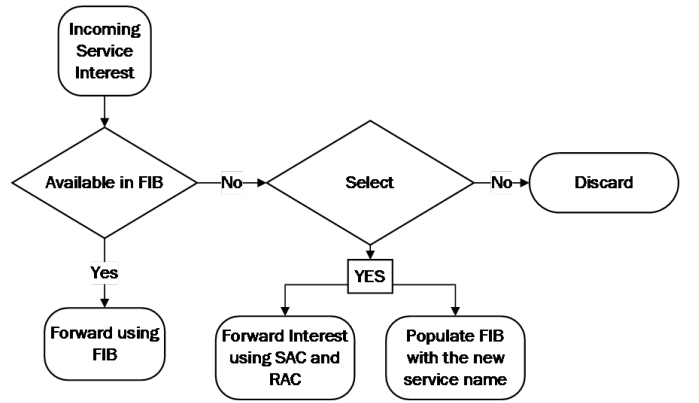 Incoming
Service
Interest
Available in FIB
No
Select
No
Discard
Yes
YES
Forward using
FIB
Forward Interest
using SAC and
RAC
Populate FIB
with the new
service name